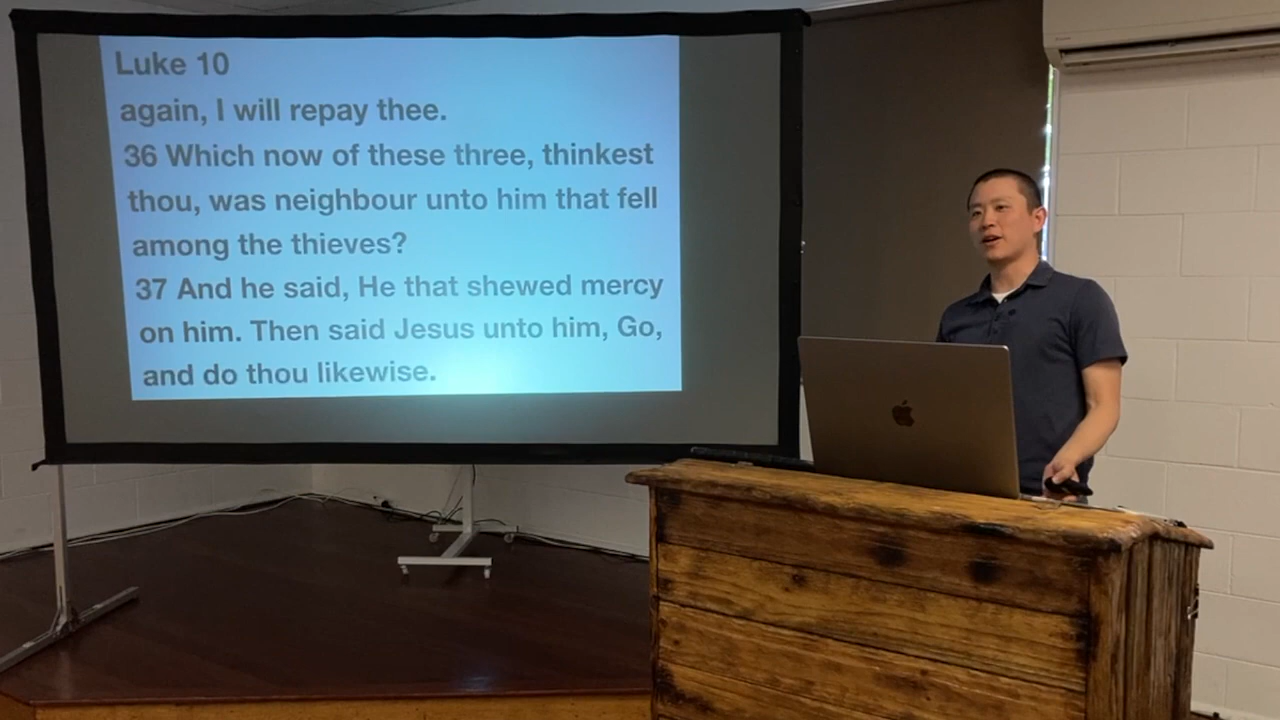 Luke 10
again, I will repay thee.
36 Which now of these three, thinkest
thou, was neighbour unto him that fell
among the thieves?
37 And he said, He that shewed mercy
on him. Then said Jesus unto him, Go,
and do thou likewise.